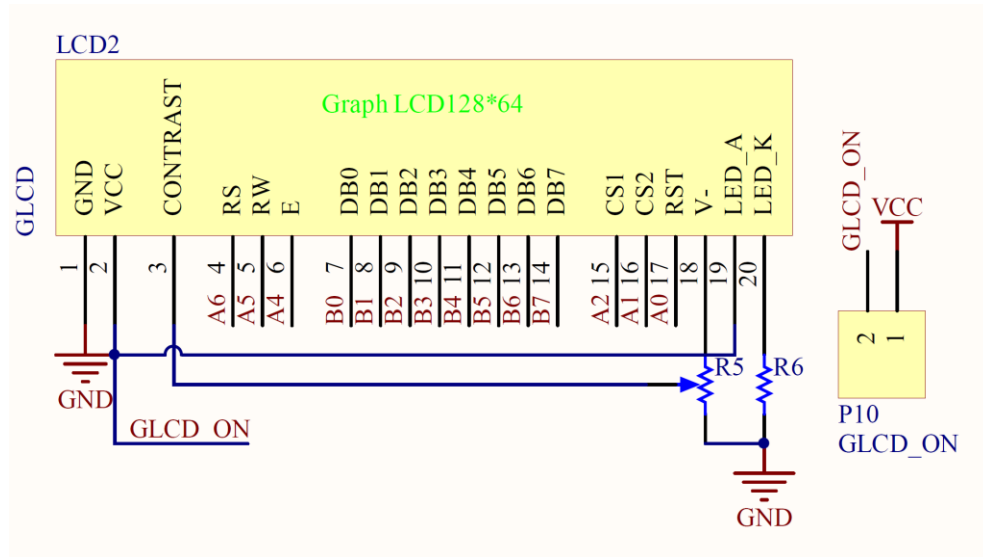 LCD2
Graph LCD128*64
GLCD
GND
VCC
CONTRAST
RS
RW
E
DB0
DB1
DB2
DB3
DB4
DB5
DB6
DB7
CS1
CS2
RST
V-
LED_A
LED_K
1
2
3
4
5
6
7
8
9
10
11
12
13
14
15
16
17
18
19
20
A6
A5
A4
B0
B1
B2
B3
B4
B5
B6
B7
A2
A1
A0
GND
GLCD_ON
R5
R6
GND
GLCD_ON
VCC
2
1
P10
GLCD_ON